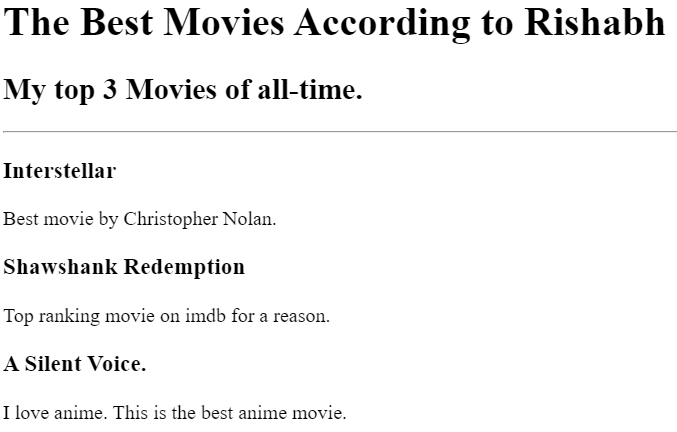 The Best Movies According to Rishabh
My top 3 Movies of all-time.
Interstellar
Best movie by Christopher Nolan.
Shawshank Redemption
Top ranking movie on imdb for a reason.
A Silent Voice.
I love anime. This is the best anime movie.